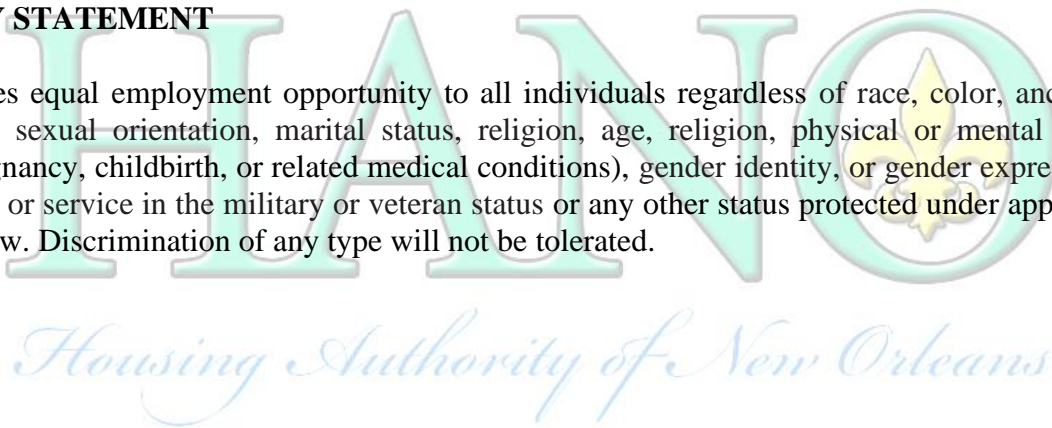 Y STATEMENT
es equal employment opportunity to all individuals regardless of race, color, and
sexual orientation, marital status, religion, age, religion, physical or mental
gnancy, childbirth, or related medical conditions), gender identity, or gender expre
or service in the military or veteran status or any other status protected under app
w. Discrimination of any type will not be tolerated.
HANO
Housing Authority of New Orleans